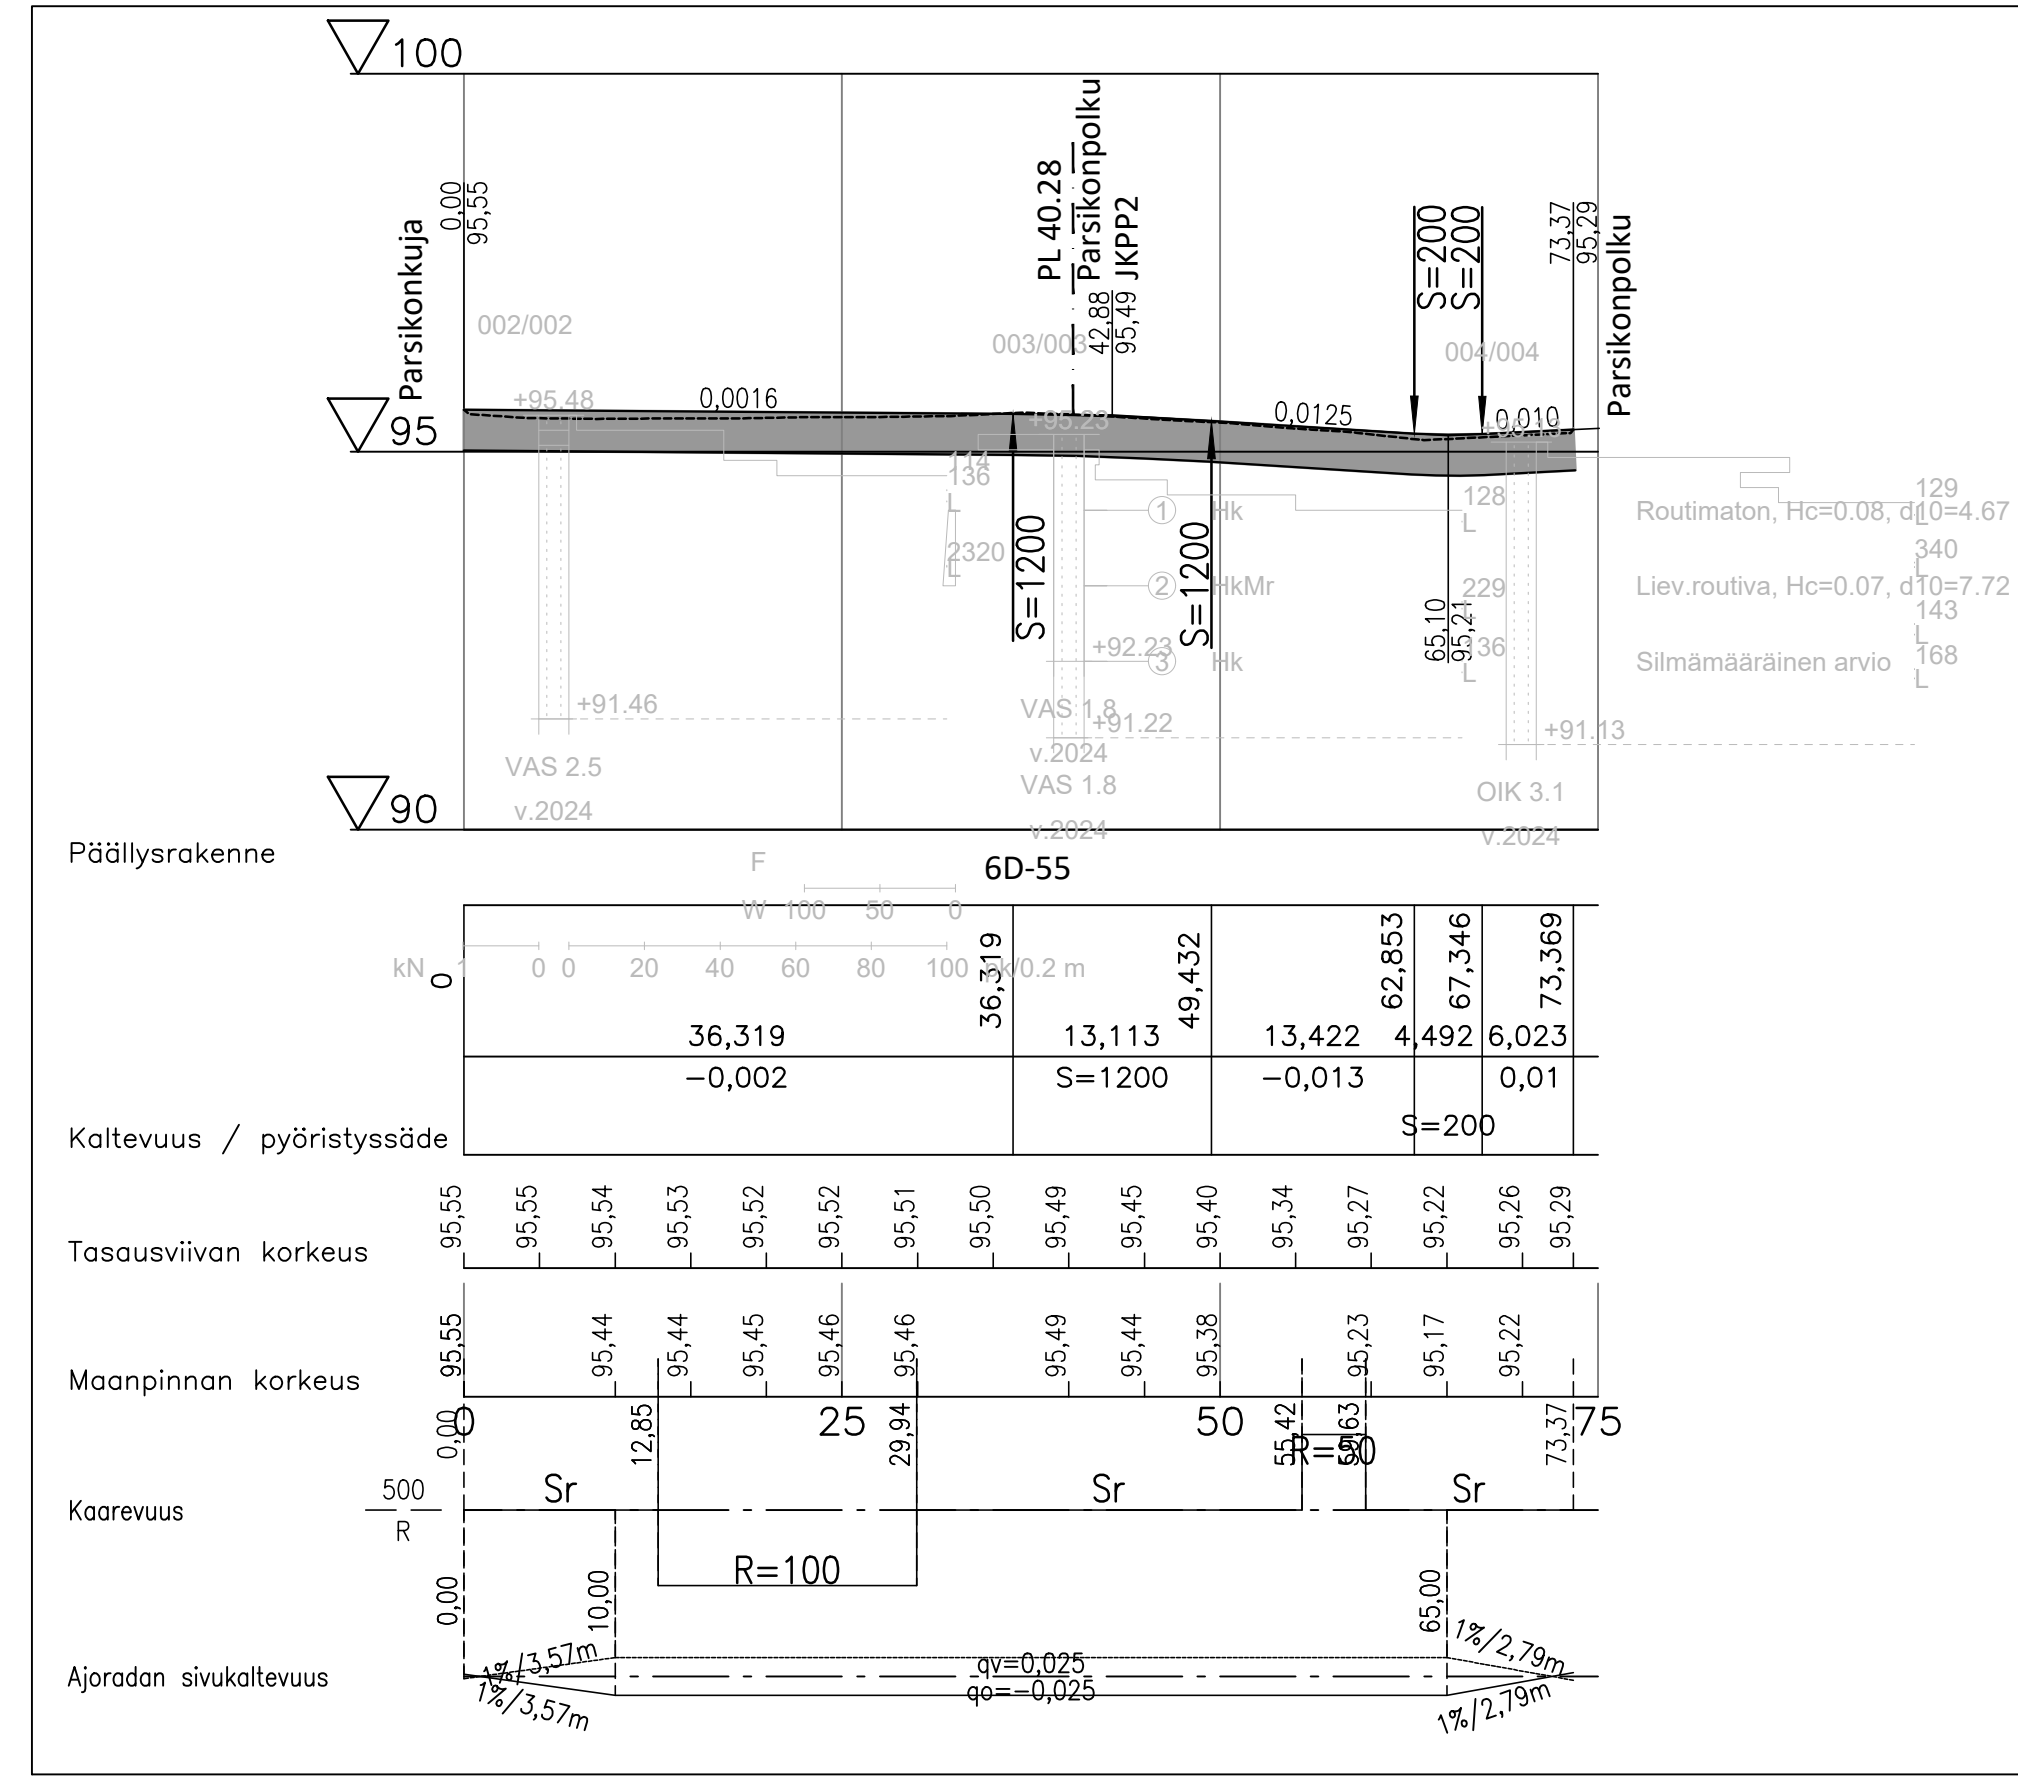 100
Parsikonkuja
0,00
95,55
PL 40.28
Parsikonpolku
JKPP2
42,88
95,49
S=200
S=200
73,37
95,29
Parsikonpolku
002/002
003/003
004/004
95
+95.48
0,0016
+95.23
0,0125
0,010
+95.13
114
136
L
2320
L
S=1200
1
Hk
2
HkMr
+92.23
3
Hk
S=1200
128
L
229
L
136
L
65,10
95,21
129
L
Routimaton, Hc=0.08, d10=4.67
340
L
Liev.routiva, Hc=0.07, d10=7.72
143
L
Silmämääräinen arvio
168
L
+91.46
VAS 2.5
v.2024
VAS 1.8
+91.22
v.2024
VAS 1.8
v.2024
+91.13
OIK 3.1
v.2024
90
Päällysrakenne
6D-55
F
W 100 50 0
kN 1 0 0 20 40 60 80 100 pk/0.2 m
0
36,319
49,432
62,853
67,346
73,369
36,319 13,113 13,422 4,492 6,023
-0,002 S=1200 -0,013 0,01
S=200
Kaltevuus / pyöristyssäde
95,55 95,55 95,54 95,53 95,52 95,52 95,51 95,50 95,49 95,45 95,40 95,34 95,27 95,22 95,26 95,29
Tasausviivan korkeus
95,55 95,44 95,44 95,45 95,46 95,46 95,49 95,44 95,38 95,23 95,17 95,22
Maanpinnan korkeus
0 25 50 75
0,00 12,85 29,94 55,42 73,37
R=50
Sr Sr Sr
500
R
Kaarevuus
R=100
0,00 10,00 65,00
1%/3,57m
1%/3,57m
qv=0,025
qo=-0,025
1%/2,79m
1%/2,79m
Ajoradan sivukaltevuus